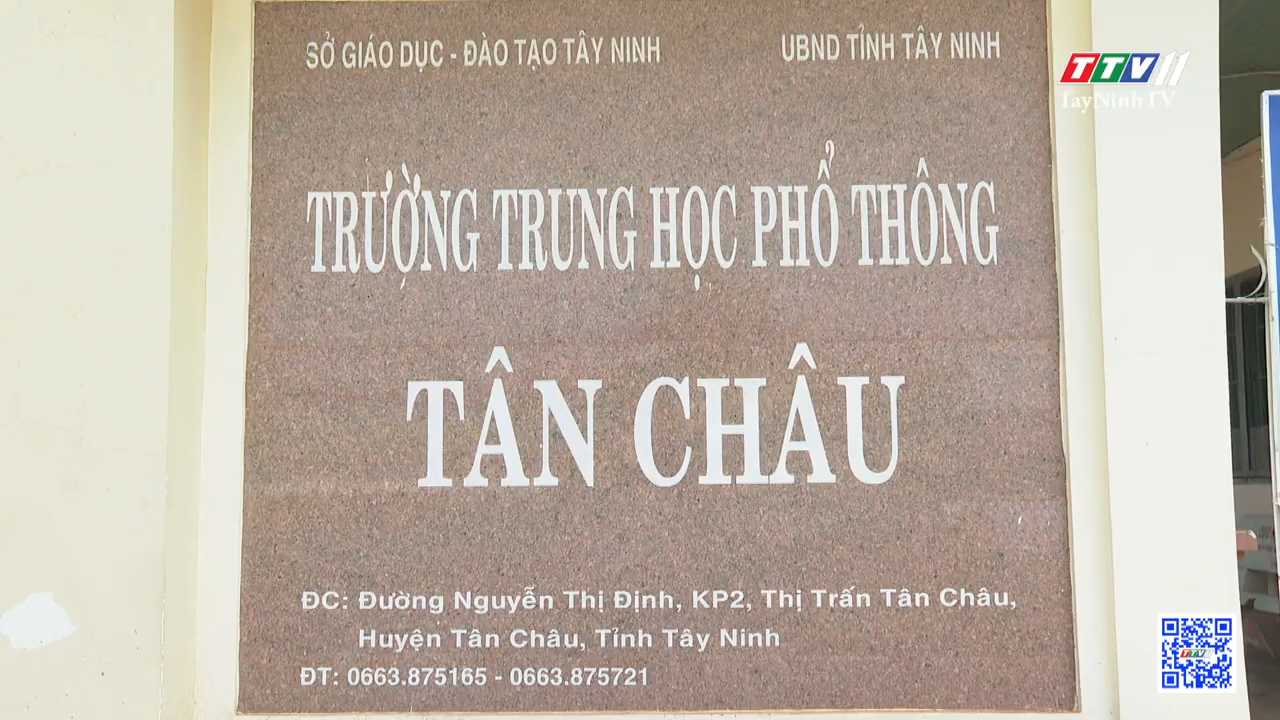 SỞ GIÁO DỤC - ĐÀO TẠO TÂY NINH
UBND TỈNH TÂY NINH
TTV11
TayNinhTV
TRƯỜNG TRUNG HỌC PHỔ THÔNG
TÂN CHÂU
ĐC: Đường Nguyễn Thị Định, KP2, Thị Trấn Tân Châu,
Huyện Tân Châu, Tỉnh Tây Ninh
ĐT: 0663.875165 - 0663.875721
TTV11